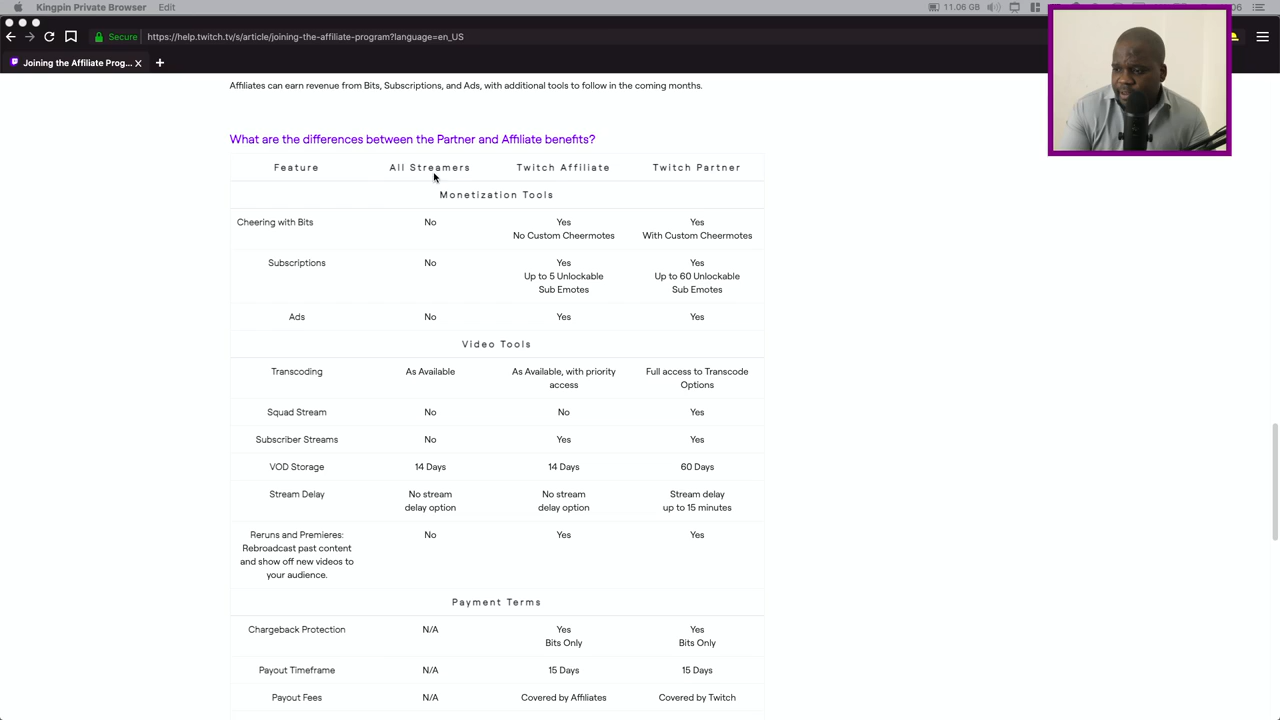 Kingpin Private Browser Edit 11.06 GB
Secure https://help.twitch.tv/s/article/joining-the-affiliate-program?language=en_US
Joining the Affiliate Prog...
Affiliates can earn revenue from Bits, Subscriptions, and Ads, with additional tools to follow in the coming months.
What are the differences between the Partner and Affiliate benefits?
Feature All Streamers Twitch Affiliate Twitch Partner
Monetization Tools
Cheering with Bits No Yes Yes
No Custom Cheermotes With Custom Cheermotes
Subscriptions No Yes Yes
Up to 5 Unlockable Up to 60 Unlockable
Sub Emotes Sub Emotes
Ads No Yes Yes
Video Tools
Transcoding As Available As Available, with priority Full access to Transcode
access Options
Squad Stream No No Yes
Subscriber Streams No Yes Yes
VOD Storage 14 Days 14 Days 60 Days
Stream Delay No stream No stream Stream delay
delay option delay option up to 15 minutes
Reruns and Premieres: No Yes Yes
Rebroadcast past content
and show off new videos to
your audience.
Payment Terms
Chargeback Protection N/A Yes Yes
Bits Only Bits Only
Payout Timeframe N/A 15 Days 15 Days
Payout Fees N/A Covered by Affiliates Covered by Twitch